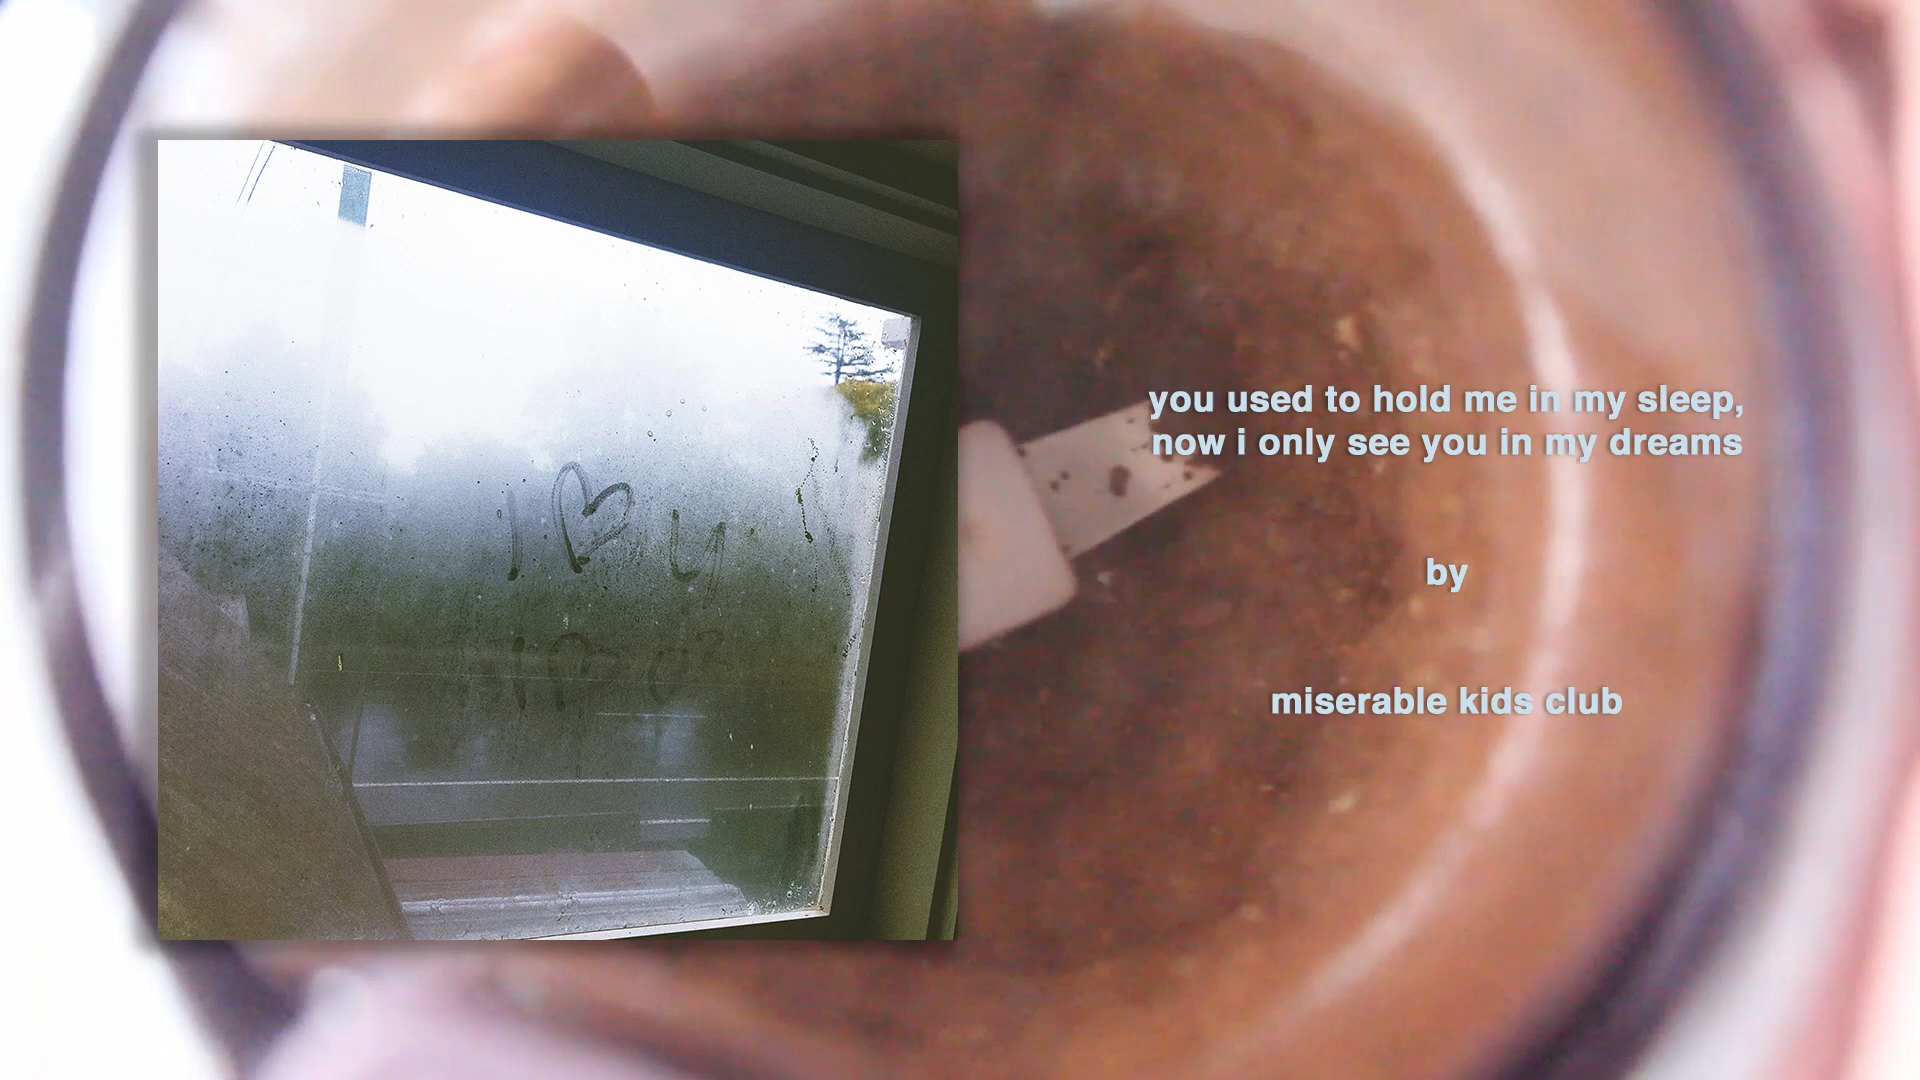 I ♡ u
you used to hold me in my sleep,
now i only see you in my dreams
by
miserable kids club